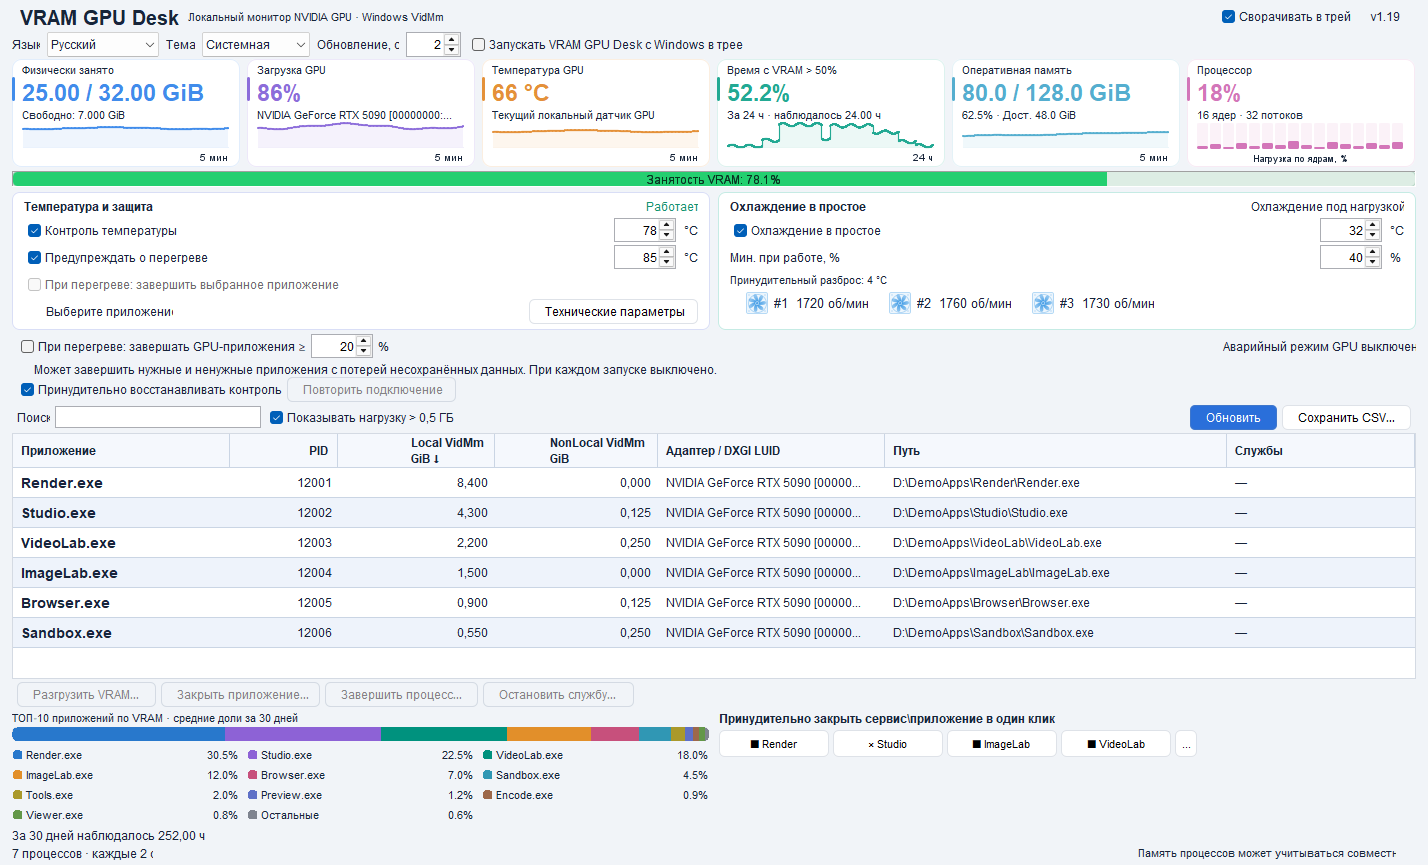 VRAM GPU Desk Локальный монитор NVIDIA GPU · Windows VidMm Сворачивать в трей v1.19
Язык Русский Тема Системная Обновление, с 2 Запускать VRAM GPU Desk с Windows в трее
Физически занято
25.00 / 32.00 GiB
Свободно: 7.000 GiB
5 мин
Загрузка GPU
86%
NVIDIA GeForce RTX 5090 [00000000:...
5 мин
Температура GPU
66 °C
Текущий локальный датчик GPU
5 мин
Время с VRAM > 50%
52.2%
За 24 ч · наблюдалось 24.00 ч
24 ч
Оперативная память
80.0 / 128.0 GiB
62.5% · Дост. 48.0 GiB
5 мин
Процессор
18%
16 ядер · 32 потоков
Нагрузка по ядрам, %
Занятость VRAM: 78.1%
Температура и защита Работает
Контроль температуры 78 °C
Предупреждать о перегреве 85 °C
При перегреве: завершить выбранное приложение
Выберите приложение Технические параметры
Охлаждение в простое Охлаждение под нагрузкой
Охлаждение в простое 32 °C
Мин. при работе, % 40 %
Принудительный разброс: 4 °C
#1 1720 об/мин #2 1760 об/мин #3 1730 об/мин
При перегреве: завершать GPU-приложения ≥ 20 % Аварийный режим GPU выключен
Может завершить нужные и ненужные приложения с потерей несохранённых данных. При каждом запуске выключено.
Принудительно восстанавливать контроль Повторить подключение
Поиск Показывать нагрузку > 0,5 ГБ Обновить Сохранить CSV...
Приложение PID Local VidMm GiB ↓ NonLocal VidMm GiB Адаптер / DXGI LUID Путь Службы
Render.exe 12001 8,400 0,000 NVIDIA GeForce RTX 5090 [00000... D:\DemoApps\Render\Render.exe —
Studio.exe 12002 4,300 0,125 NVIDIA GeForce RTX 5090 [00000... D:\DemoApps\Studio\Studio.exe —
VideoLab.exe 12003 2,200 0,250 NVIDIA GeForce RTX 5090 [00000... D:\DemoApps\VideoLab\VideoLab.exe —
ImageLab.exe 12004 1,500 0,000 NVIDIA GeForce RTX 5090 [00000... D:\DemoApps\ImageLab\ImageLab.exe —
Browser.exe 12005 0,900 0,125 NVIDIA GeForce RTX 5090 [00000... D:\DemoApps\Browser\Browser.exe —
Sandbox.exe 12006 0,550 0,250 NVIDIA GeForce RTX 5090 [00000... D:\DemoApps\Sandbox\Sandbox.exe —
Разгрузить VRAM... Закрыть приложение... Завершить процесс... Остановить службу...
ТОП-10 приложений по VRAM · средние доли за 30 дней
Render.exe 30.5% Studio.exe 22.5% VideoLab.exe 18.0%
ImageLab.exe 12.0% Browser.exe 7.0% Sandbox.exe 4.5%
Tools.exe 2.0% Preview.exe 1.2% Encode.exe 0.9%
Viewer.exe 0.8% Остальные 0.6%
Принудительно закрыть сервис\приложение в один клик
■ Render × Studio ■ ImageLab ■ VideoLab ...
За 30 дней наблюдалось 252,00 ч
7 процессов · каждые 2 с Память процессов может учитываться совместн